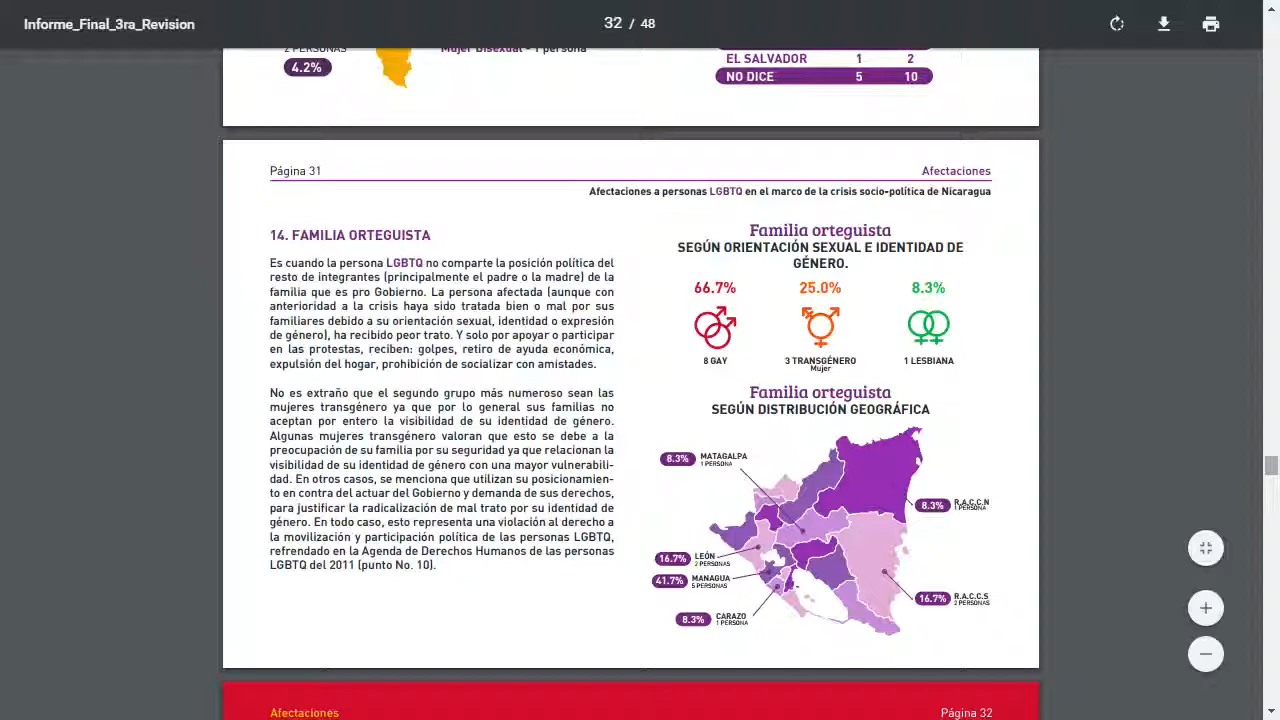 Informe_Final_3ra_Revision
32 / 48
2 PERSONAS
Mujer Bisexual - 1 persona
4.2%
EL SALVADOR 1 2
NO DICE 5 10
Página 31
Afectaciones
Afectaciones a personas LGBTQ en el marco de la crisis socio-política de Nicaragua
14. FAMILIA ORTEGUISTA
Es cuando la persona LGBTQ no comparte la posición política del
resto de integrantes (principalmente el padre o la madre) de la
familia que es pro Gobierno. La persona afectada (aunque con
anterioridad a la crisis haya sido tratada bien o mal por sus
familiares debido a su orientación sexual, identidad o expresión
de género), ha recibido peor trato. Y solo por apoyar o participar
en las protestas, reciben: golpes, retiro de ayuda económica,
expulsión del hogar, prohibición de socializar con amistades.
No es extraño que el segundo grupo más numeroso sean las
mujeres transgénero ya que por lo general sus familias no
aceptan por entero la visibilidad de su identidad de género.
Algunas mujeres transgénero valoran que esto se debe a la
preocupación de su familia por su seguridad ya que relacionan la
visibilidad de su identidad de género con una mayor vulnerabili-
dad. En otros casos, se menciona que utilizan su posicionamien-
to en contra del actuar del Gobierno y demanda de sus derechos,
para justificar la radicalización de mal trato por su identidad de
género. En todo caso, esto representa una violación al derecho a
la movilización y participación política de las personas LGBTQ,
refrendado en la Agenda de Derechos Humanos de las personas
LGBTQ del 2011 (punto No. 10).
Familia orteguista
SEGÚN ORIENTACIÓN SEXUAL E IDENTIDAD DE
GÉNERO.
66.7% 25.0% 8.3%
8 GAY 3 TRANSGÉNERO 1 LESBIANA
Mujer
Familia orteguista
SEGÚN DISTRIBUCIÓN GEOGRÁFICA
8.3% MATAGALPA
1 PERSONA
8.3% R.A.C.C.N
1 PERSONA
16.7% LEÓN
2 PERSONAS
41.7% MANAGUA
5 PERSONAS
16.7% R.A.C.C.S
2 PERSONAS
8.3% CARAZO
1 PERSONA
Afectaciones
Página 32